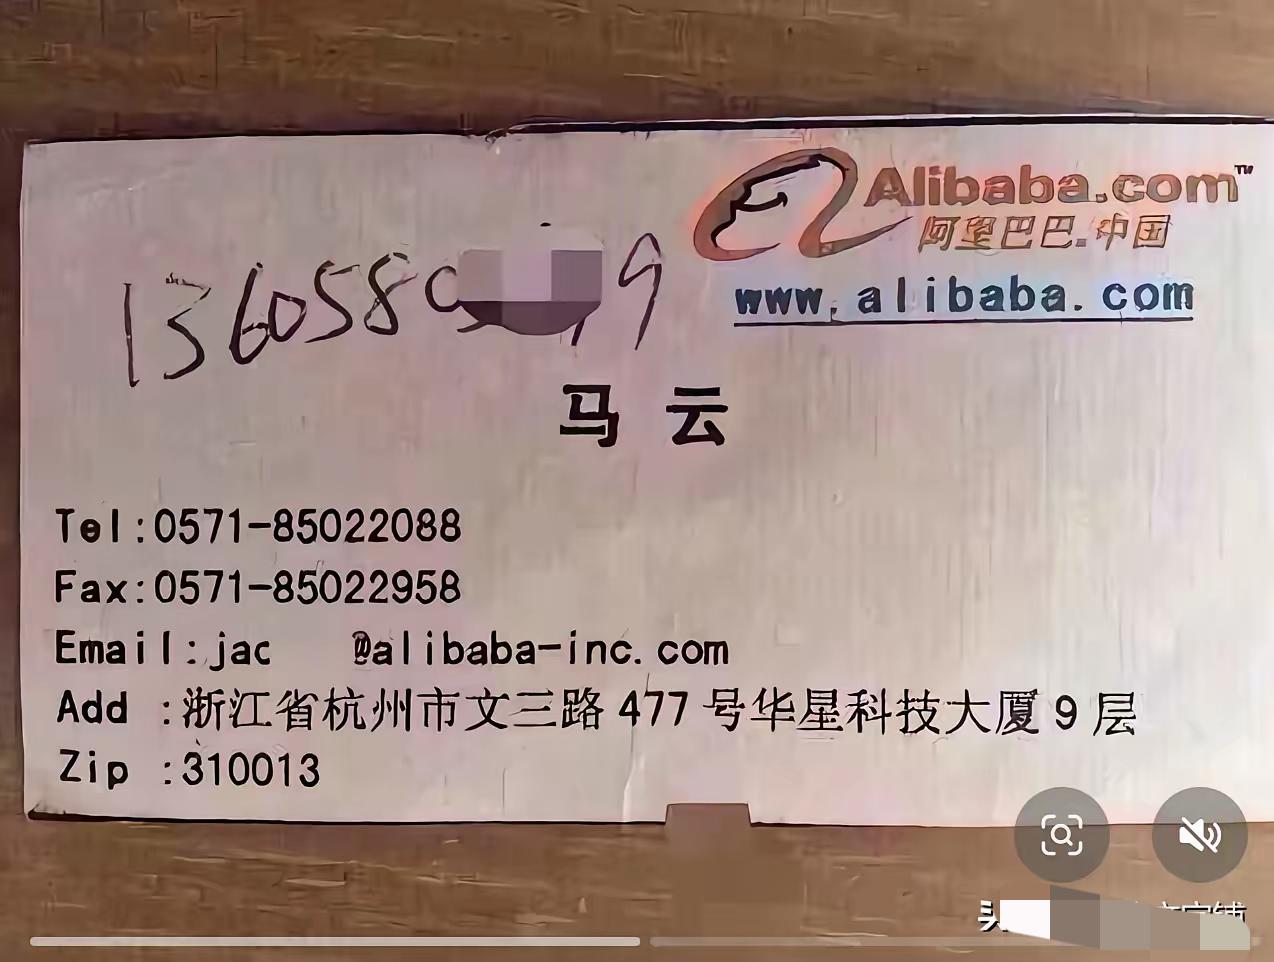 Alibaba.com™
阿里巴巴.中国
www.alibaba.com
马云
Tel:0571-85022088
Fax:0571-85022958
Email:jac @alibaba-inc.com
Add :浙江省杭州市文三路477号华星科技大厦9层
Zip :310013